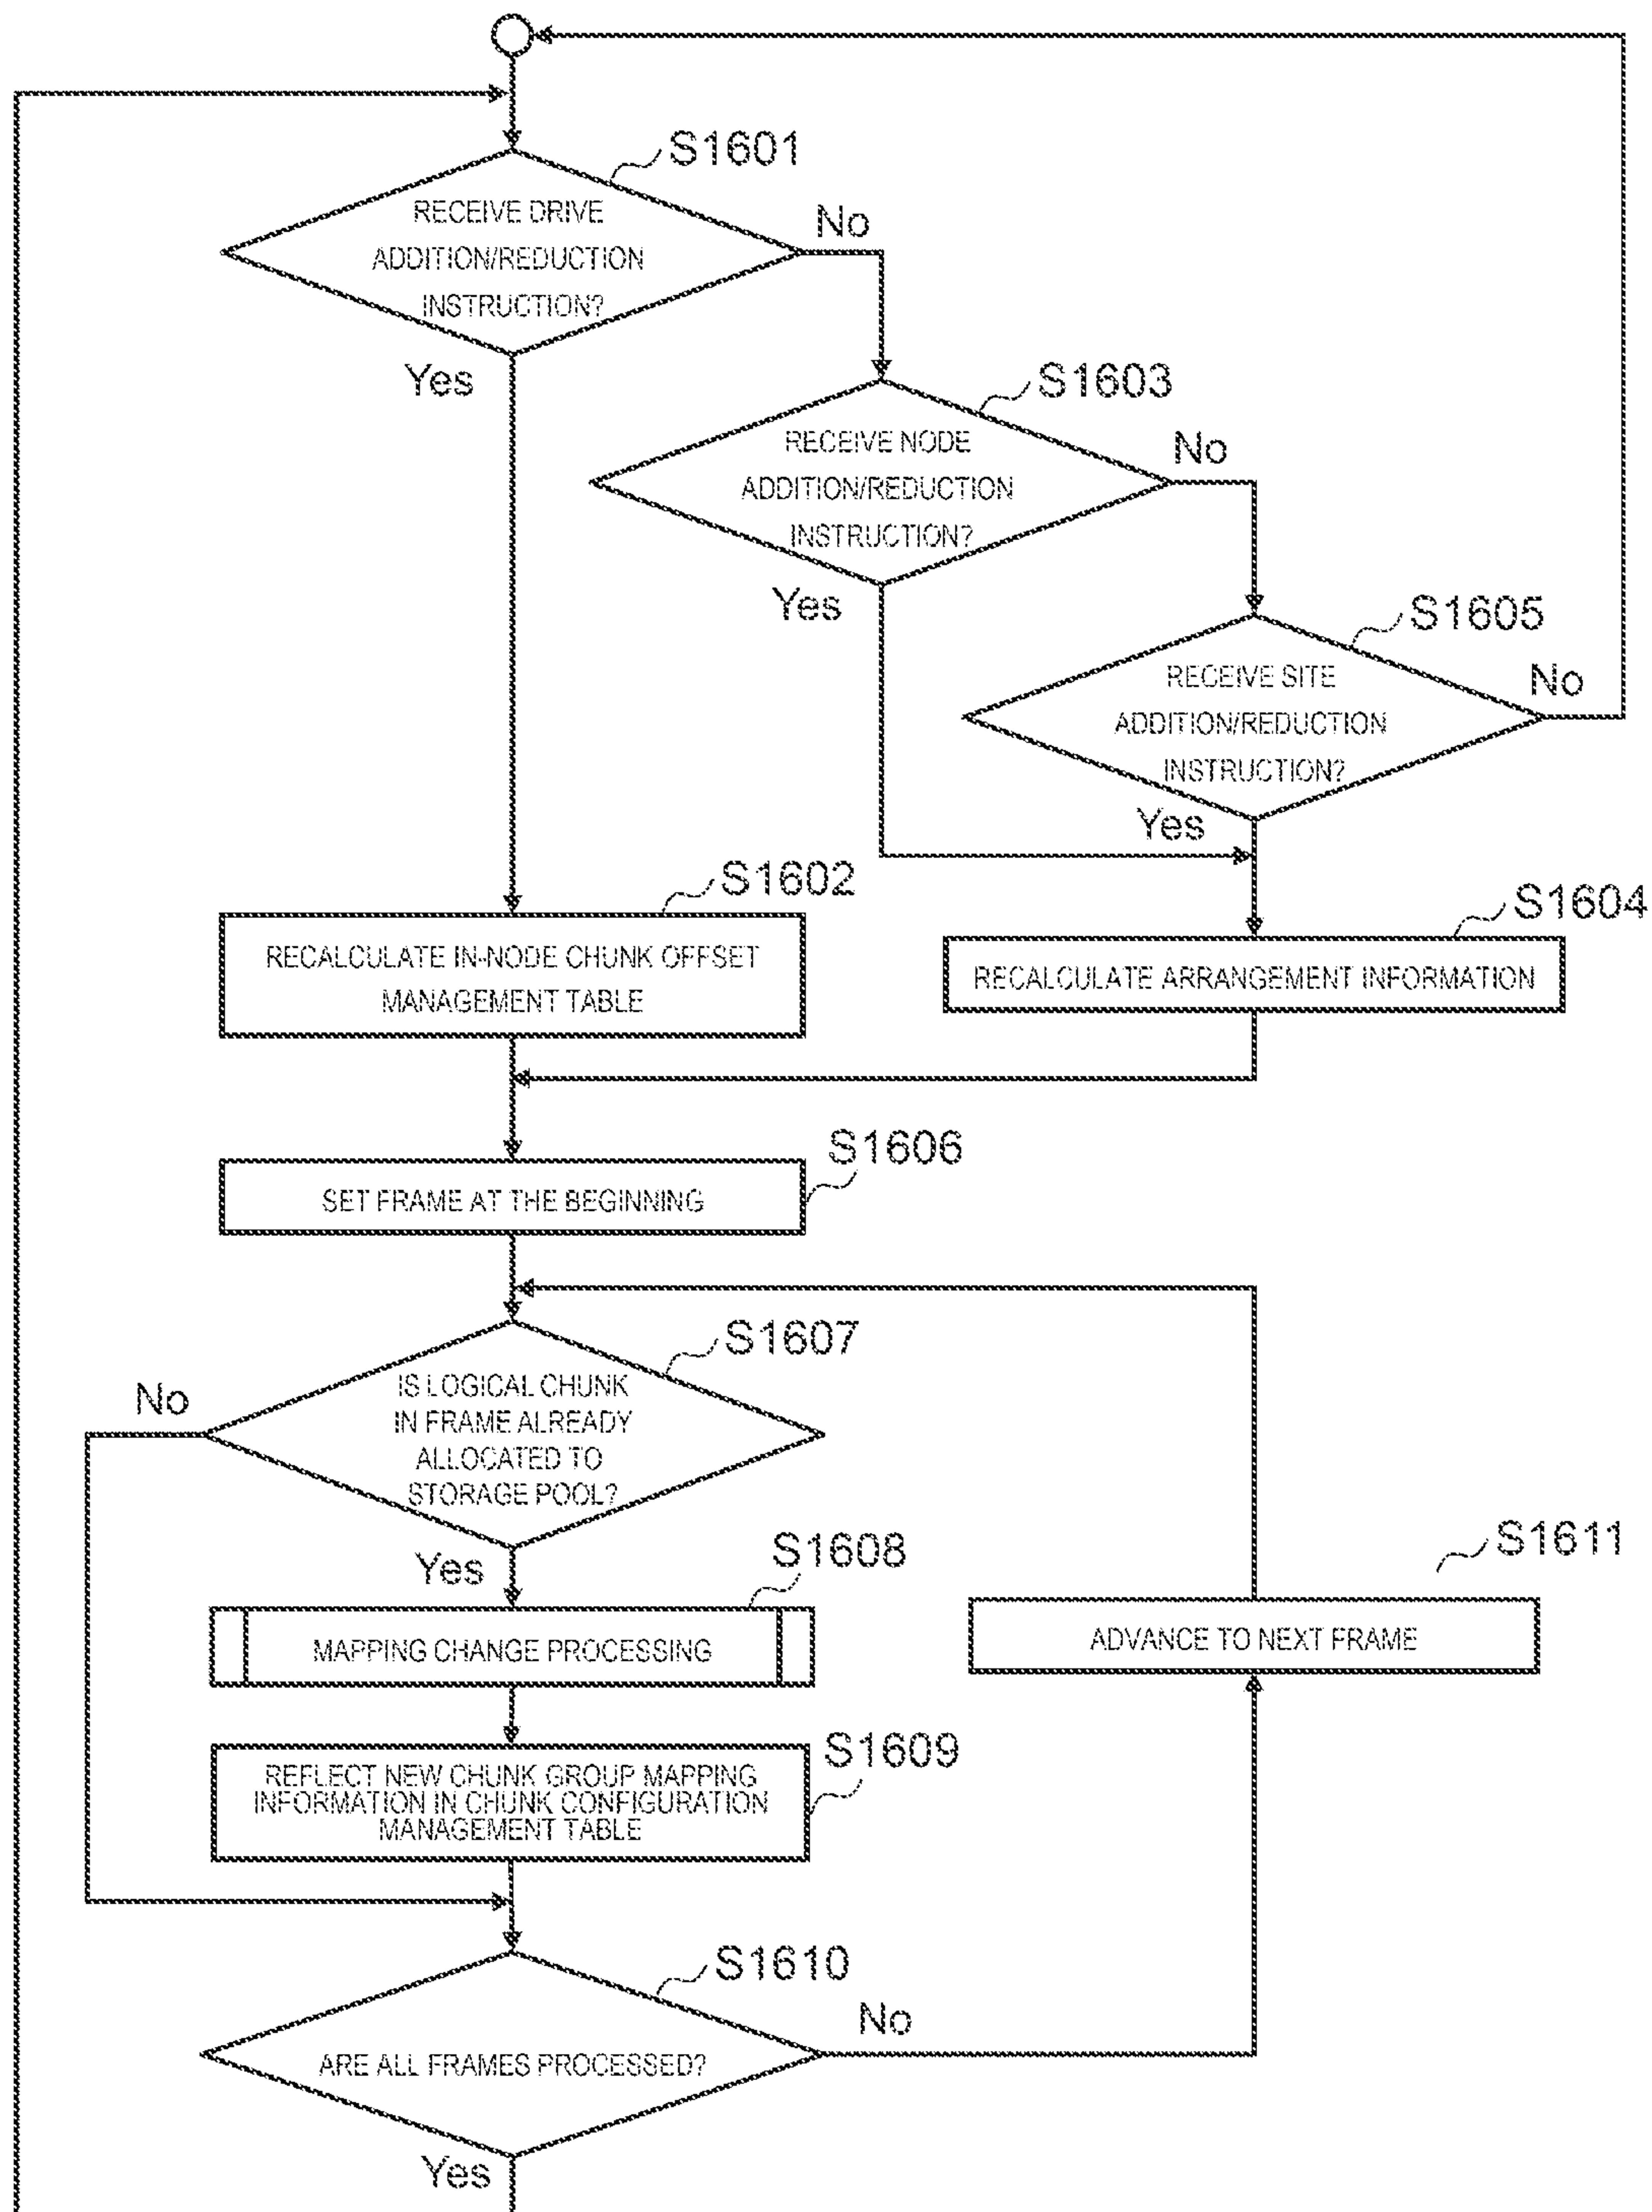 S1601
RECEIVE DRIVE
ADDITION/REDUCTION
INSTRUCTION?
No
Yes
S1603
RECEIVE NODE
ADDITION/REDUCTION
INSTRUCTION?
No
Yes
S1605
RECEIVE SITE
ADDITION/REDUCTION
INSTRUCTION?
No
Yes
S1602
RECALCULATE IN-NODE CHUNK OFFSET
MANAGEMENT TABLE
S1604
RECALCULATE ARRANGEMENT INFORMATION
S1606
SET FRAME AT THE BEGINNING
S1607
IS LOGICAL CHUNK
IN FRAME ALREADY
ALLOCATED TO
STORAGE POOL?
No
Yes
S1608
MAPPING CHANGE PROCESSING
S1611
ADVANCE TO NEXT FRAME
S1609
REFLECT NEW CHUNK GROUP MAPPING
INFORMATION IN CHUNK CONFIGURATION
MANAGEMENT TABLE
S1610
ARE ALL FRAMES PROCESSED?
No
Yes